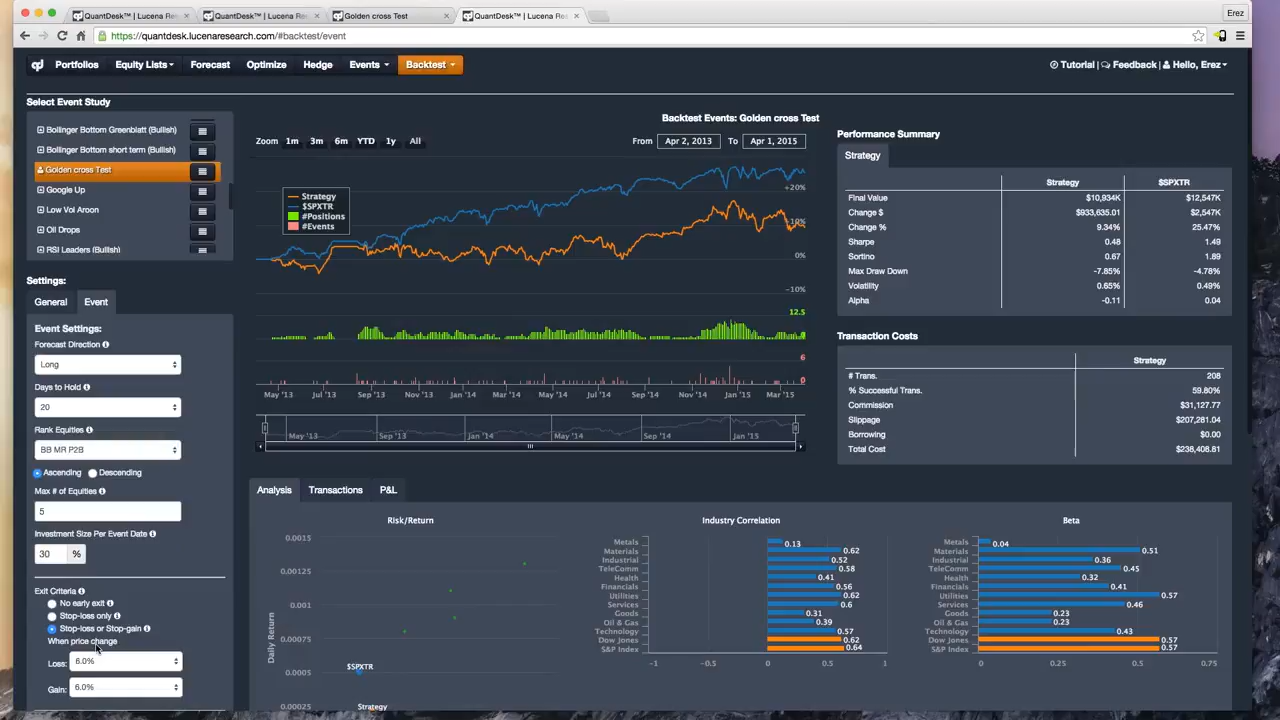 QuantDesk™ | Lucena Re
QuantDesk™ | Lucena Re
Golden cross Test
QuantDesk™ | Lucena Res
Erez
https://quantdesk.lucenaresearch.com/#backtest/event
Portfolios Equity Lists Forecast Optimize Hedge Events Backtest
Tutorial | Feedback | Hello, Erez
Select Event Study
Bollinger Bottom Greenblatt (Bullish)
Bollinger Bottom short term (Bullish)
Golden cross Test
Google Up
Low Vol Aroon
Oil Drops
RSI Leaders (Bullish)
Settings:
General Event
Event Settings:
Forecast Direction
Long
Days to Hold
20
Rank Equities
BB MR P2B
Ascending Descending
Max # of Equities
5
Investment Size Per Event Date
30 %
Exit Criteria
No early exit
Stop-loss only
Stop-loss or Stop-gain
When price change
Loss: 6.0%
Gain: 6.0%
Backtest Events: Golden cross Test
Zoom 1m 3m 6m YTD 1y All
From Apr 2, 2013 To Apr 1, 2015
Strategy
$SPXTR
#Positions
#Events
+20%
+10%
0%
-10%
12.5
6
0
May '13 Jul '13 Sep '13 Nov '13 Jan '14 Mar '14 May '14 Jul '14 Sep '14 Nov '14 Jan '15 Mar '15
May '13 Sep '13 Jan '14 May '14 Sep '14 Jan '15
Performance Summary
Strategy
Strategy $SPXTR
Final Value $10,934K $12,547K
Change $ $933,635.01 $2,547K
Change % 9.34% 25.47%
Sharpe 0.48 1.49
Sortino 0.67 1.89
Max Draw Down -7.85% -4.78%
Volatility 0.65% 0.49%
Alpha -0.11 0.04
Transaction Costs
Strategy
# Trans. 208
% Successful Trans. 59.80%
Commission $31,127.77
Slippage $207,281.04
Borrowing $0.00
Total Cost $238,408.81
Analysis Transactions P&L
Risk/Return
0.0015
0.00125
0.001
0.00075
0.0005
0.00025
Daily Return
$SPXTR
Strategy
Industry Correlation
Metals 0.13
Materials 0.62
Industrial 0.52
TeleComm 0.58
Health 0.41
Financials 0.56
Utilities 0.62
Services 0.6
Goods 0.31
Oil & Gas 0.39
Technology 0.57
Dow Jones 0.62
S&P Index 0.64
-1 -0.5 0 0.5 1
Beta
Metals 0.04
Materials 0.51
Industrial 0.36
TeleComm 0.45
Health 0.32
Financials 0.41
Utilities 0.57
Services 0.46
Goods 0.23
Oil & Gas 0.23
Technology 0.43
Dow Jones 0.57
S&P Index 0.57
0 0.25 0.5 0.75